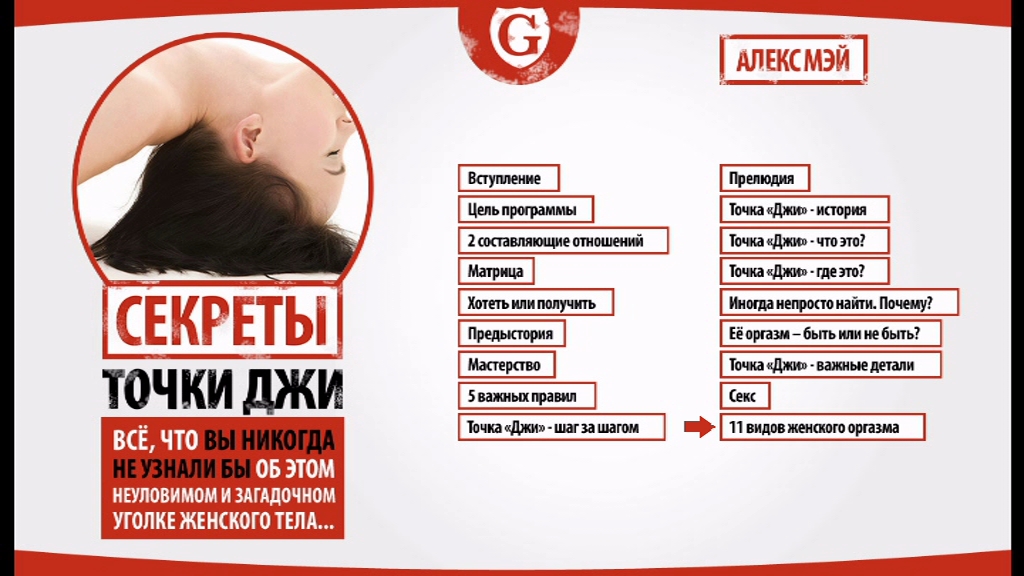 G
АЛЕКС МЭЙ
Вступление
Цель программы
2 составляющие отношений
Матрица
Хотеть или получить
Предыстория
Мастерство
5 важных правил
Точка «Джи» - шаг за шагом
Прелюдия
Точка «Джи» - история
Точка «Джи» - что это?
Точка «Джи» - где это?
Иногда непросто найти. Почему?
Её оргазм – быть или не быть?
Точка «Джи» - важные детали
Секс
11 видов женского оргазма
СЕКРЕТЫ
ТОЧКИ ДЖИ
ВСЁ, ЧТО ВЫ НИКОГДА
НЕ УЗНАЛИ БЫ ОБ ЭТОМ
НЕУЛОВИМОМ И ЗАГАДОЧНОМ
УГОЛКЕ ЖЕНСКОГО ТЕЛА...